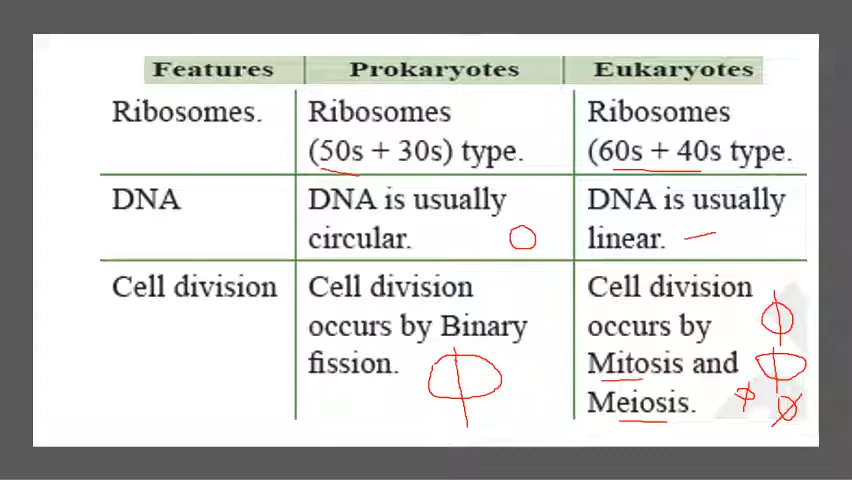 Features Prokaryotes Eukaryotes
Ribosomes. Ribosomes Ribosomes
(50s + 30s) type. (60s + 40s type.
DNA DNA is usually DNA is usually
circular. linear.
Cell division Cell division Cell division
occurs by Binary occurs by
fission. Mitosis and
Meiosis.